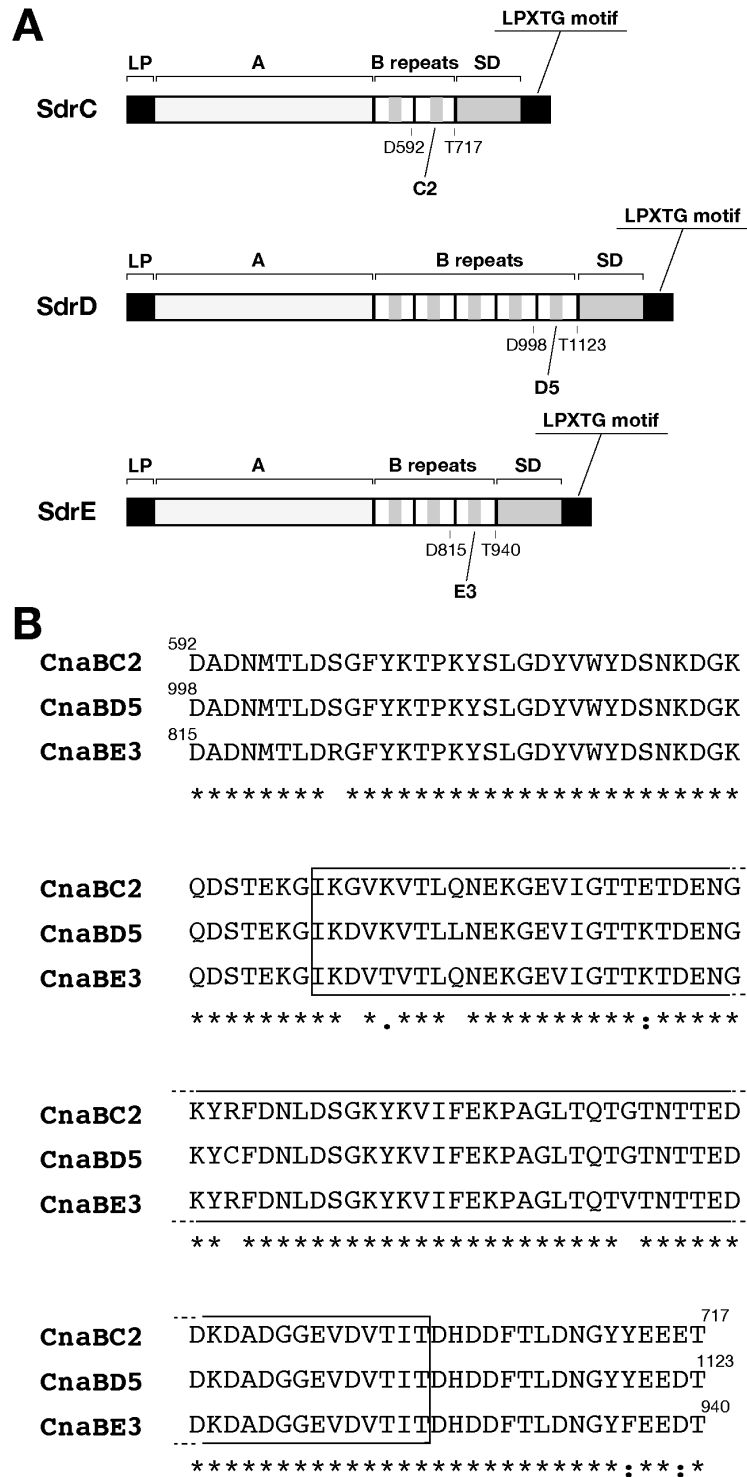 A
LPXTG motif
LP A B repeats SD
SdrC
D592 T717
C2
LPXTG motif
LP A B repeats SD
SdrD
D998 T1123
D5
LPXTG motif
LP A B repeats SD
SdrE
D815 T940
E3
B
592
CnaBC2 DADNMTLDSGFYKTPKYSLGDYVWYDSNKDGK
998
CnaBD5 DADNMTLDSGFYKTPKYSLGDYVWYDSNKDGK
815
CnaBE3 DADNMTLDRGFYKTPKYSLGDYVWYDSNKDGK
******** ***********************
CnaBC2 QDSTEKGIKGVKVTLQNEKGEVIGTTETDENG
CnaBD5 QDSTEKGIKDVKVTLLNEKGEVIGTTKTDENG
CnaBE3 QDSTEKGIKDVTVTLQNEKGEVIGTTKTDENG
********* *.*** **********:*****
CnaBC2 KYRFDNLDSGKYKVIFEKPAGLTQTGTNTTED
CnaBD5 KYCFDNLDSGKYKVIFEKPAGLTQTGTNTTED
CnaBE3 KYRFDNLDSGKYKVIFEKPAGLTQTVTNTTED
** ********************** ******
717
CnaBC2 DKDADGGEVDVTITDHDDFTLDNGYYEEET
1123
CnaBD5 DKDADGGEVDVTITDHDDFTLDNGYYEEDT
940
CnaBE3 DKDADGGEVDVTITDHDDFTLDNGYFEEDT
*************************:**:*